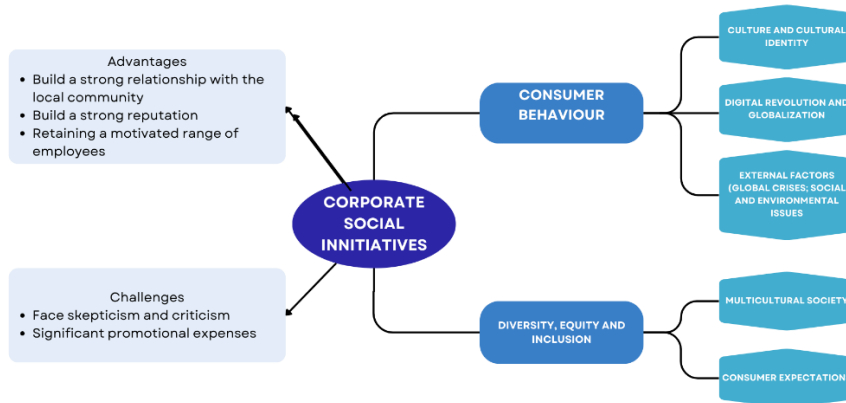 Advantages
• Build a strong relationship with the
local community
• Build a strong reputation
• Retaining a motivated range of
employees
Challenges
• Face skepticism and criticism
• Significant promotional expenses
CORPORATE
SOCIAL
INNITIATIVES
CONSUMER
BEHAVIOUR
DIVERSITY, EQUITY AND
INCLUSION
CULTURE AND CULTURAL
IDENTITY
DIGITAL REVOLUTION AND
GLOBALIZATION
EXTERNAL FACTORS
(GLOBAL CRISES; SOCIAL
AND ENVIRONMENTAL
ISSUES
MULTICULTURAL SOCIETY
CONSUMER EXPECTATION